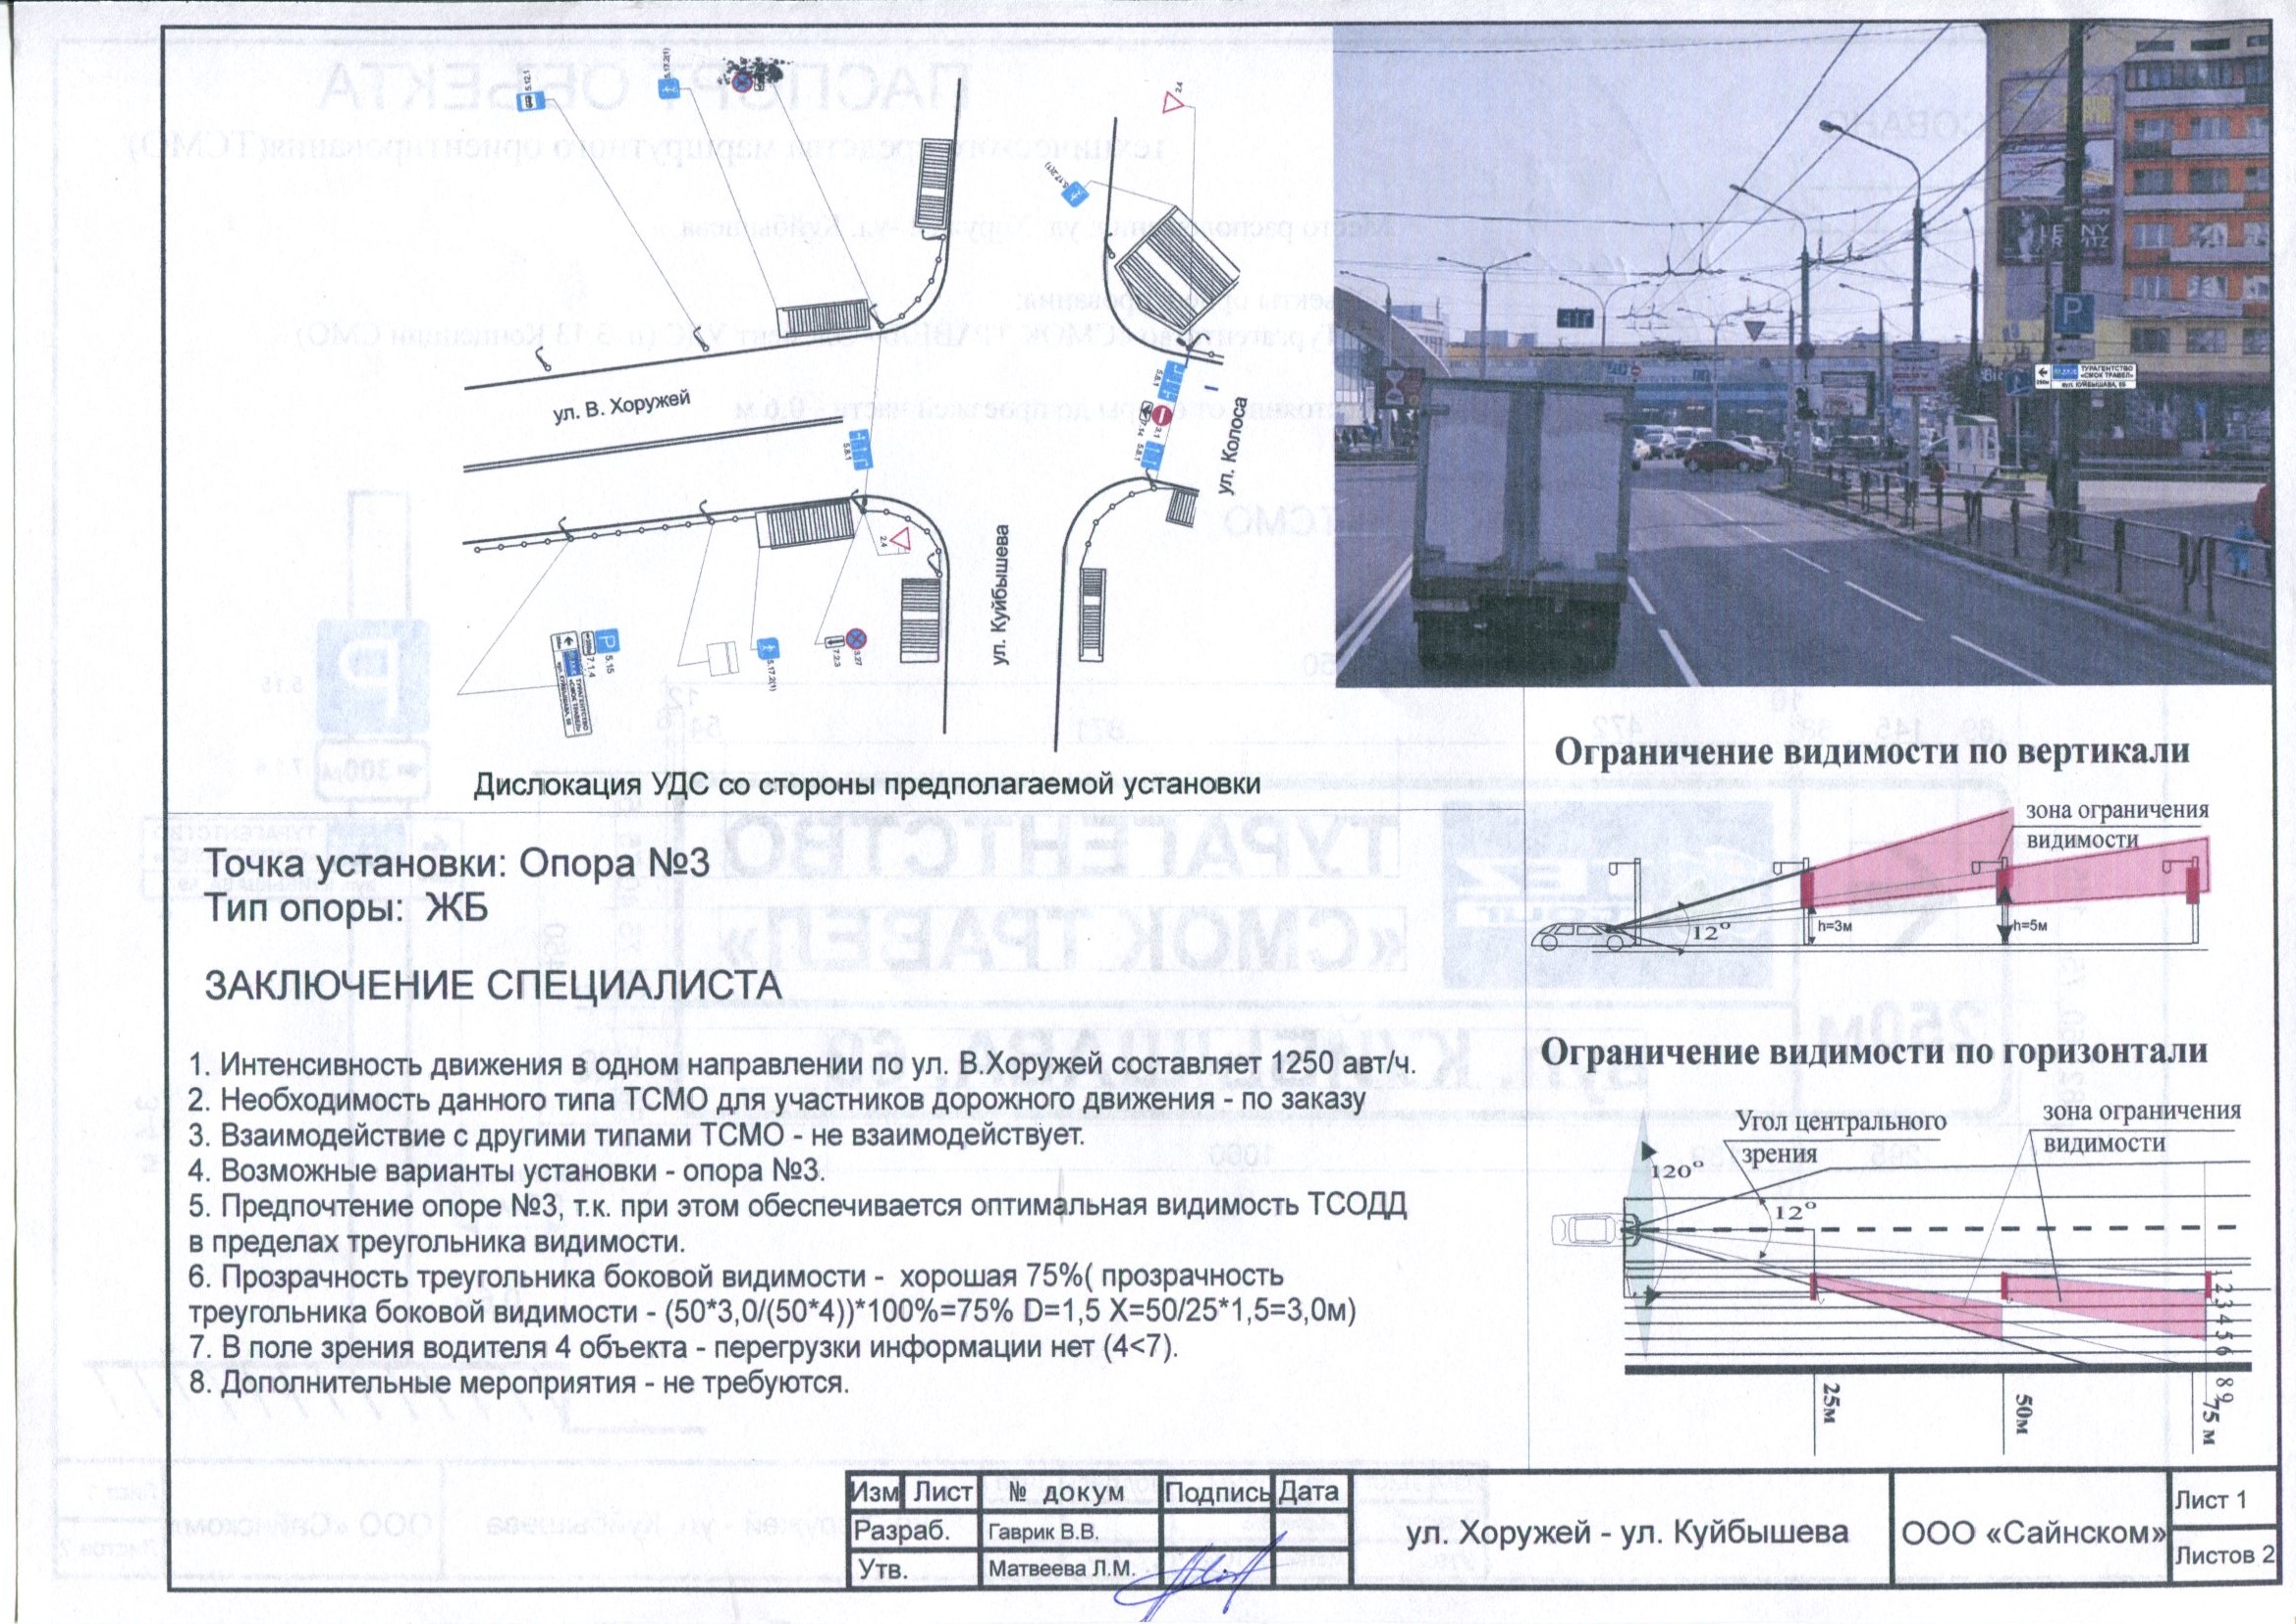 5.12.1
5.17.2(1)
2.4
5.17.2(1)
ул. В. Хоружей
5.8.1
5.8.1
3.1
7.14
5.8.1
ул. Колоса
2.4
ул. Куйбышева
5.15
7.1.4
ТУРАГЕНТСТВО
«СМОК ТРАВЕЛ»
вул. КУЙБЫШАВА, 69
5.17.2(1)
7.2.3
3.27
Дислокация УДС со стороны предполагаемой установки
LENNY
P
ТУРАГЕНТСТВО
«СМОК ТРАВЕЛ»
Точка установки: Опора №3
Тип опоры: ЖБ
ЗАКЛЮЧЕНИЕ СПЕЦИАЛИСТА
1. Интенсивность движения в одном направлении по ул. В.Хоружей составляет 1250 авт/ч.
2. Необходимость данного типа ТСМО для участников дорожного движения - по заказу
3. Взаимодействие с другими типами ТСМО - не взаимодействует.
4. Возможные варианты установки - опора №3.
5. Предпочтение опоре №3, т.к. при этом обеспечивается оптимальная видимость ТСОДД
в пределах треугольника видимости.
6. Прозрачность треугольника боковой видимости - хорошая 75%( прозрачность
треугольника боковой видимости - (50*3,0/(50*4))*100%=75% D=1,5 X=50/25*1,5=3,0м)
7. В поле зрения водителя 4 объекта - перегрузки информации нет (4<7).
8. Дополнительные мероприятия - не требуются.
Ограничение видимости по вертикали
зона ограничения
видимости
12°
h=3м
h=5м
Ограничение видимости по горизонтали
Угол центрального
зрения
зона ограничения
видимости
120°
12°
1
2
3
4
5
6
8
9
25м
50м
75 м
Изм Лист № докум Подпись Дата
Разраб. Гаврик В.В.
Утв. Матвеева Л.М.
ул. Хоружей - ул. Куйбышева
ООО «Сайнском»
Лист 1
Листов 2